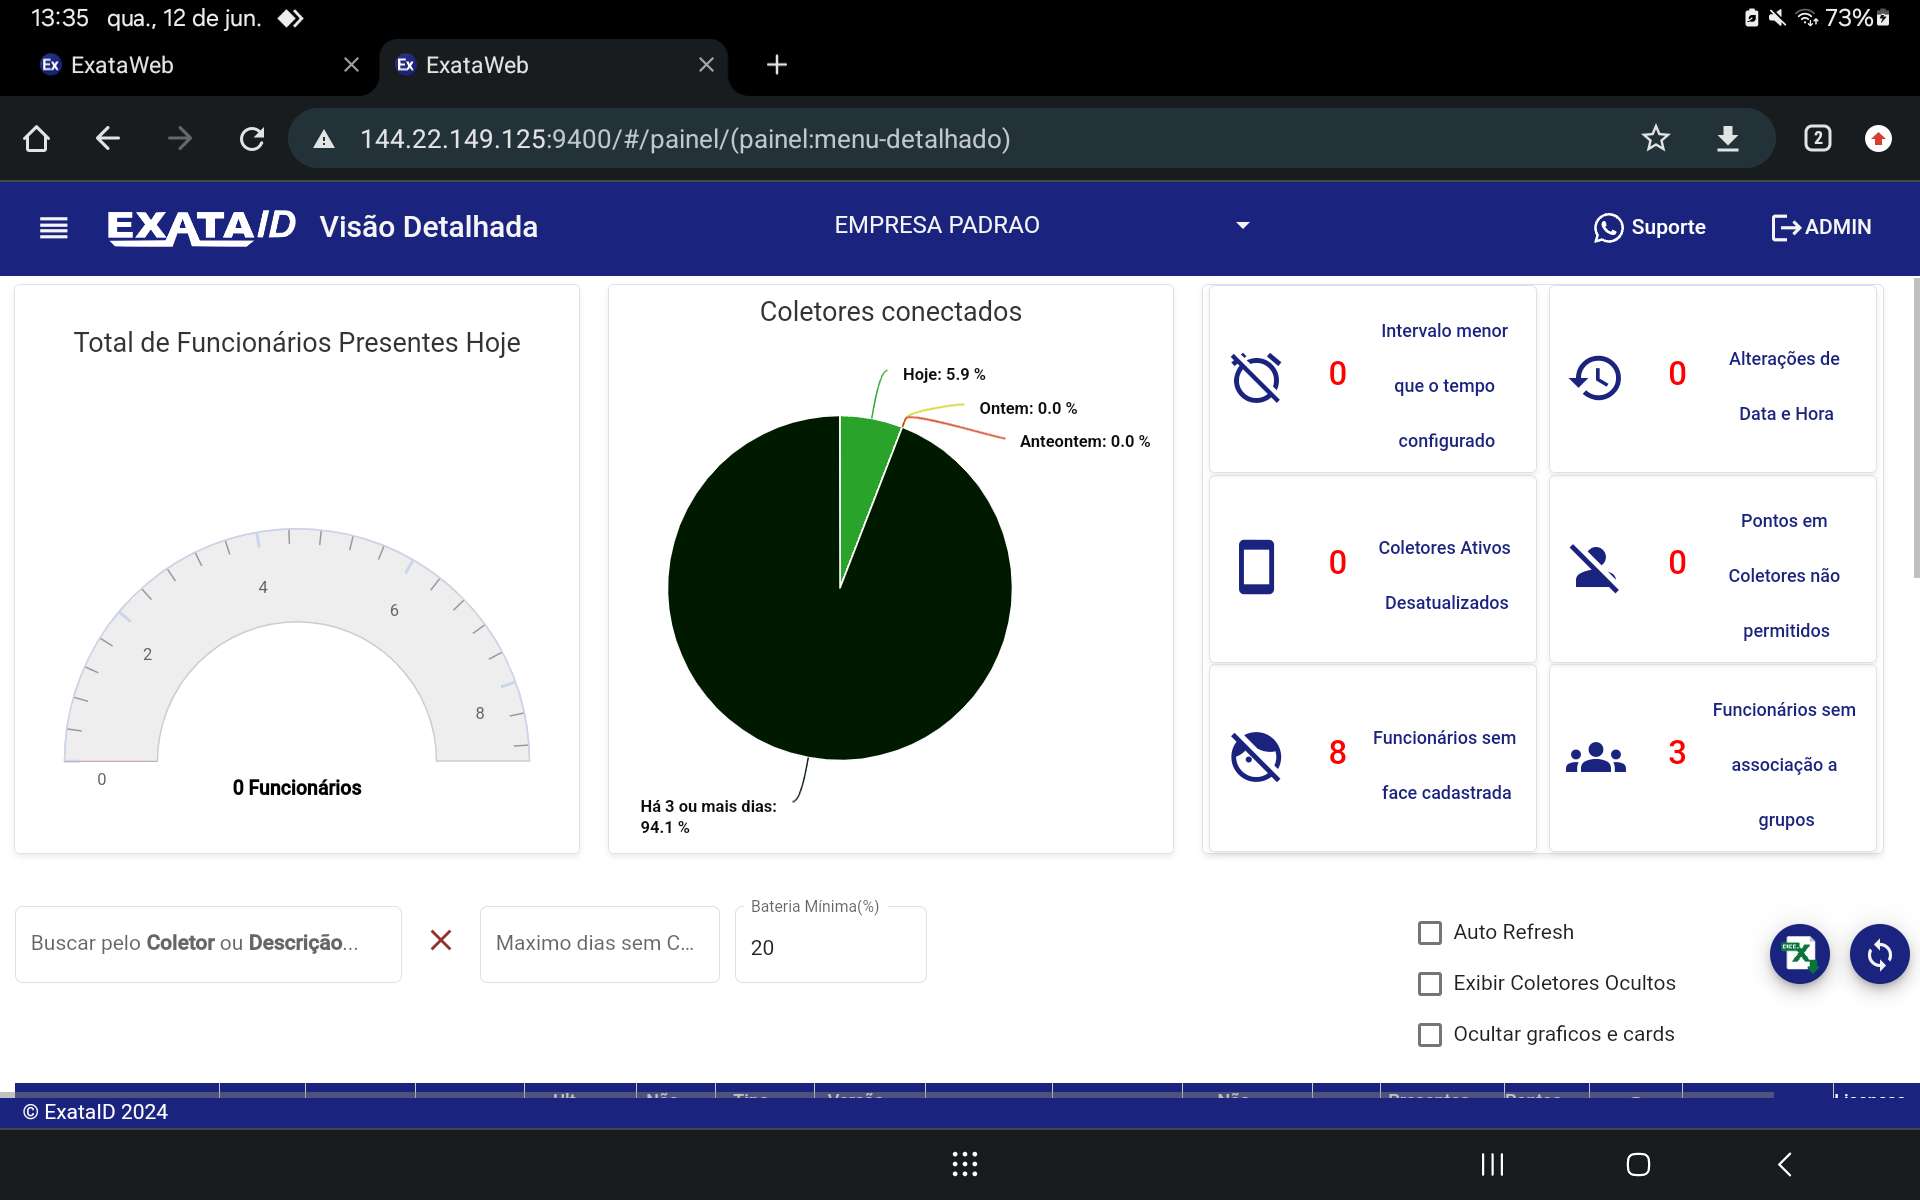 13:35 qua., 12 de jun.
73%
Ex ExataWeb
Ex ExataWeb
144.22.149.125:9400/#/painel/(painel:menu-detalhado)
2
EXATA ID Visão Detalhada
EMPRESA PADRAO
Suporte
ADMIN
Total de Funcionários Presentes Hoje
0
2
4
6
8
0 Funcionários
Coletores conectados
Hoje: 5.9 %
Ontem: 0.0 %
Anteontem: 0.0 %
Há 3 ou mais dias:
94.1 %
0
Intervalo menor
que o tempo
configurado
0
Alterações de
Data e Hora
0
Coletores Ativos
Desatualizados
0
Pontos em
Coletores não
permitidos
8
Funcionários sem
face cadastrada
3
Funcionários sem
associação a
grupos
Buscar pelo Coletor ou Descrição...
Maximo dias sem C...
Bateria Mínima(%)
20
Auto Refresh
Exibir Coletores Ocultos
Ocultar graficos e cards
© ExataID 2024